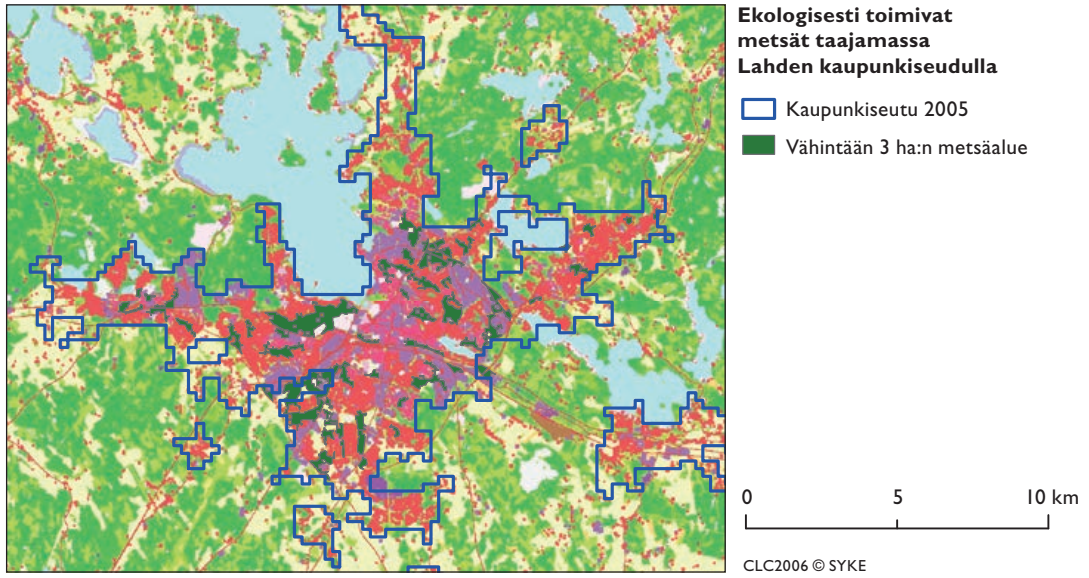 Ekologisesti toimivat
metsät taajamassa
Lahden kaupunkiseudulla
Kaupunkiseutu 2005
Vähintään 3 ha:n metsäalue
0 5 10 km
CLC2006 © SYKE